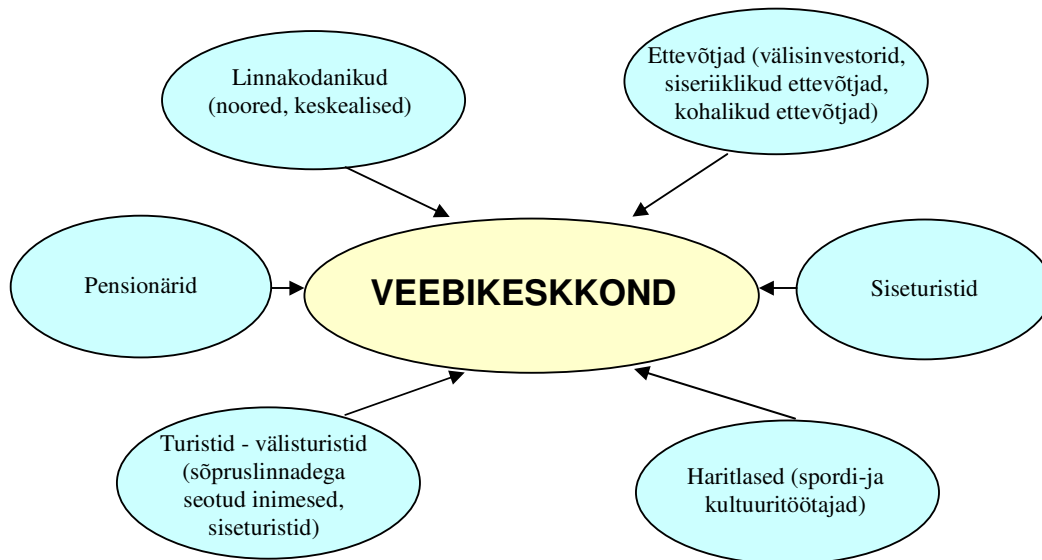 Linnakodanikud
(noored, keskealised)
Ettevõtjad (välisinvestorid,
siseriiklikud ettevõtjad,
kohalikud ettevõtjad)
Pensionärid
VEEBIKESKKOND
Siseturistid
Turistid - välisturistid
(sõpruslinnadega
seotud inimesed,
siseturistid)
Haritlased (spordi-ja
kultuuritöötajad)